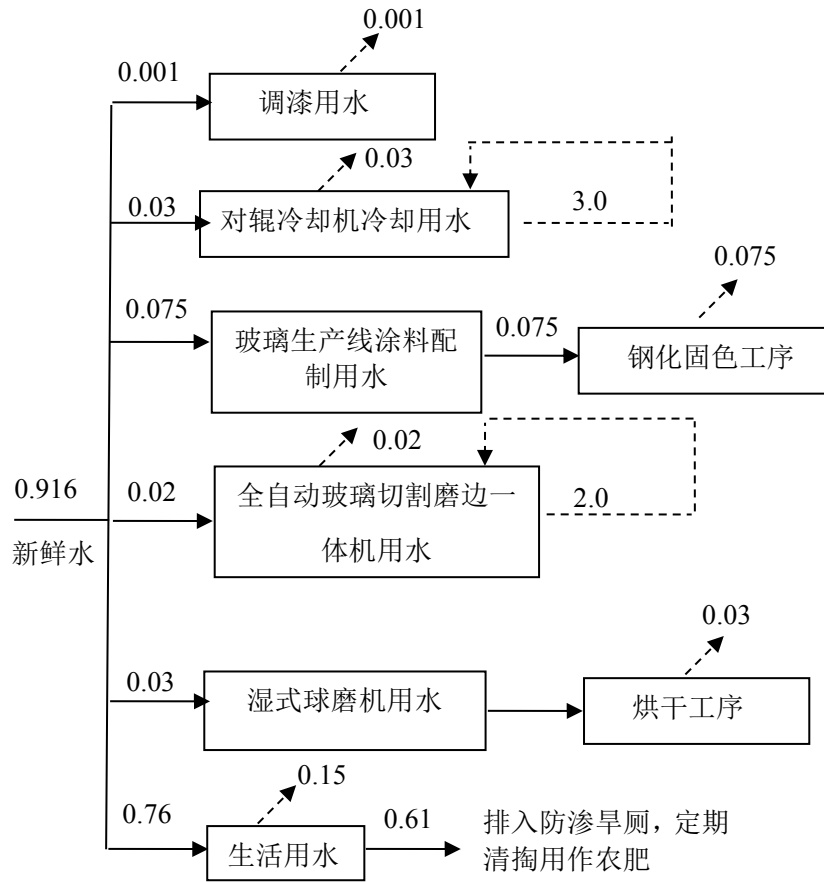 0.001
0.001
调漆用水
0.03
0.03
对辊冷却机冷却用水
3.0
0.075
0.075
玻璃生产线涂料配
制用水
0.075
钢化固色工序
0.02
0.916
0.02
全自动玻璃切割磨边一
体机用水
2.0
新鲜水
0.03
0.03
湿式球磨机用水
烘干工序
0.15
0.76
生活用水
0.61
排入防渗旱厕，定期
清掏用作农肥